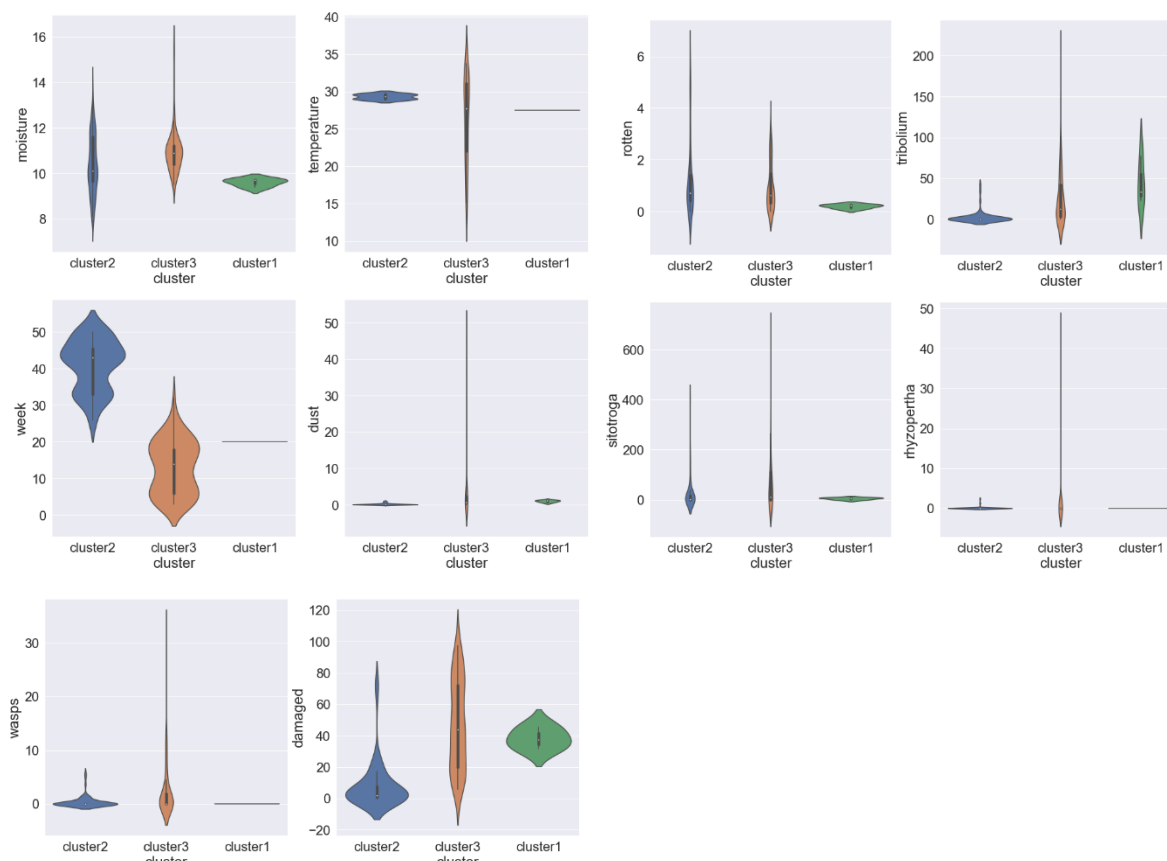 moisture
16
14
12
10
8
cluster2 cluster3 cluster1
cluster
temperature
40
35
30
25
20
15
10
cluster2 cluster3 cluster1
cluster
rotten
6
4
2
0
cluster2 cluster3 cluster1
cluster
tribolium
200
150
100
50
0
cluster2 cluster3 cluster1
cluster
week
50
40
30
20
10
0
cluster2 cluster3 cluster1
cluster
dust
50
40
30
20
10
0
cluster2 cluster3 cluster1
cluster
sitotroga
600
400
200
0
cluster2 cluster3 cluster1
cluster
rhyzopertha
50
40
30
20
10
0
cluster2 cluster3 cluster1
cluster
wasps
30
20
10
0
cluster2 cluster3 cluster1
cluster
damaged
120
100
80
60
40
20
0
−20
cluster2 cluster3 cluster1
cluster